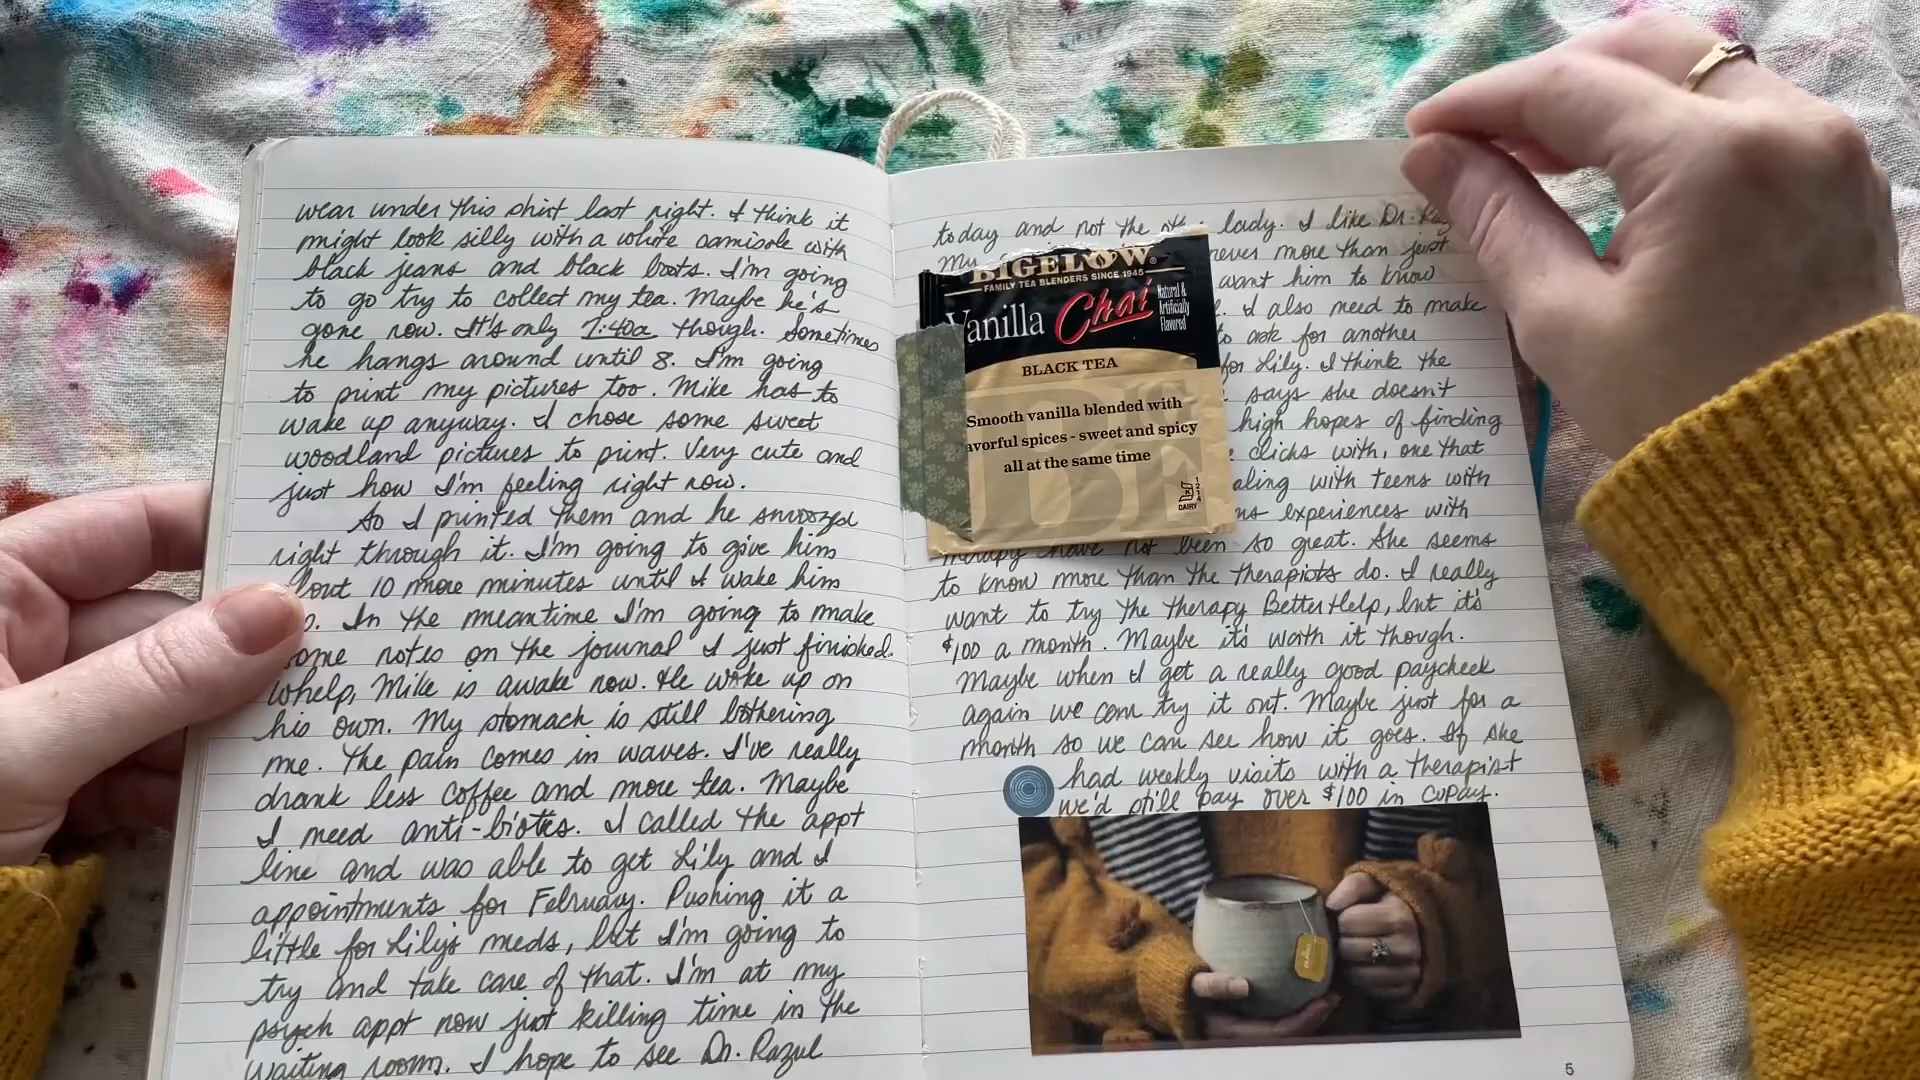 wear under this shirt last night. I think it
might look silly with a white camisole with
black jeans and black boots. I'm going
to go try to collect my tea. Maybe he's
gone now. It's only 7:40a though. Sometimes
he hangs around until 8. I'm going
to print my pictures too. Mike has to
wake up anyway. I chose some sweet
woodland pictures to print. Very cute and
just how I'm feeling right now.
So I printed them and he snoozed
right through it. I'm going to give him
10 more minutes until I wake him
In the meantime I'm going to make
some notes on the journal I just finished.
Whelp, Mike is awake now. He woke up on
his own. My stomach is still bothering
me. The pain comes in waves. I've really
drank less coffee and more tea. Maybe
I need anti-biotes. I called the appt
line and was able to get Lily and I
appointments for February. Pushing it a
little for Lily's meds, but I'm going to
try and take care of that. I'm at my
psych appt now just killing time in the
waiting room. I hope to see Dr. Razul
today and not the lady. I like Dr.
My never more than just
want him to know
I also need to make
to ask for another
for Lily. I think the
says she doesn't
high hopes of finding
clicks with, one that
with teens with
experiences with
therapy have not been so great. She seems
to know more than the therapists do. I really
want to try the therapy BetterHelp, but it's
$100 a month. Maybe it's worth it though.
Maybe when I get a really good paycheck
again we can try it out. Maybe just for a
month so we can see how it goes. If she
had weekly visits with a therapist
we'd still pay over $100 in copay.
BIGELOW®
FAMILY TEA BLENDERS SINCE 1945
Vanilla Chai
Natural &
Artificially
Flavored
BLACK TEA
Smooth vanilla blended with
avorful spices - sweet and spicy
all at the same time
DAIRY
5